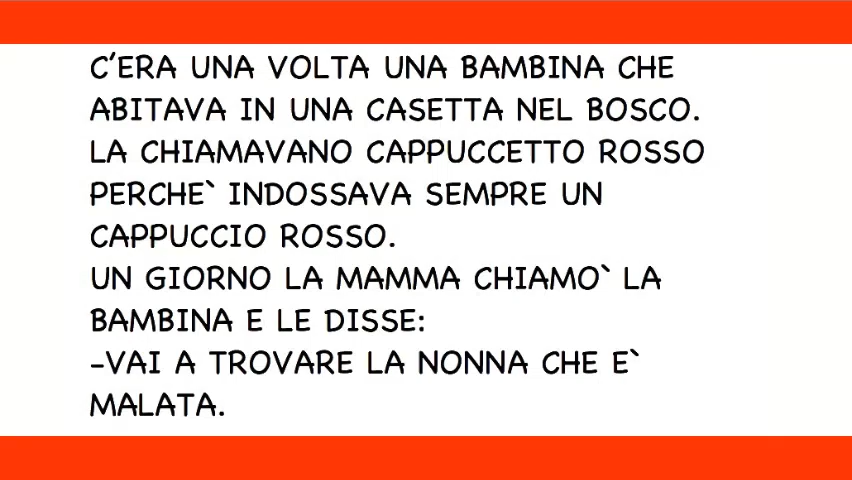 C'ERA UNA VOLTA UNA BAMBINA CHE
ABITAVA IN UNA CASETTA NEL BOSCO.
LA CHIAMAVANO CAPPUCCETTO ROSSO
PERCHE` INDOSSAVA SEMPRE UN
CAPPUCCIO ROSSO.
UN GIORNO LA MAMMA CHIAMO` LA
BAMBINA E LE DISSE:
-VAI A TROVARE LA NONNA CHE E`
MALATA.